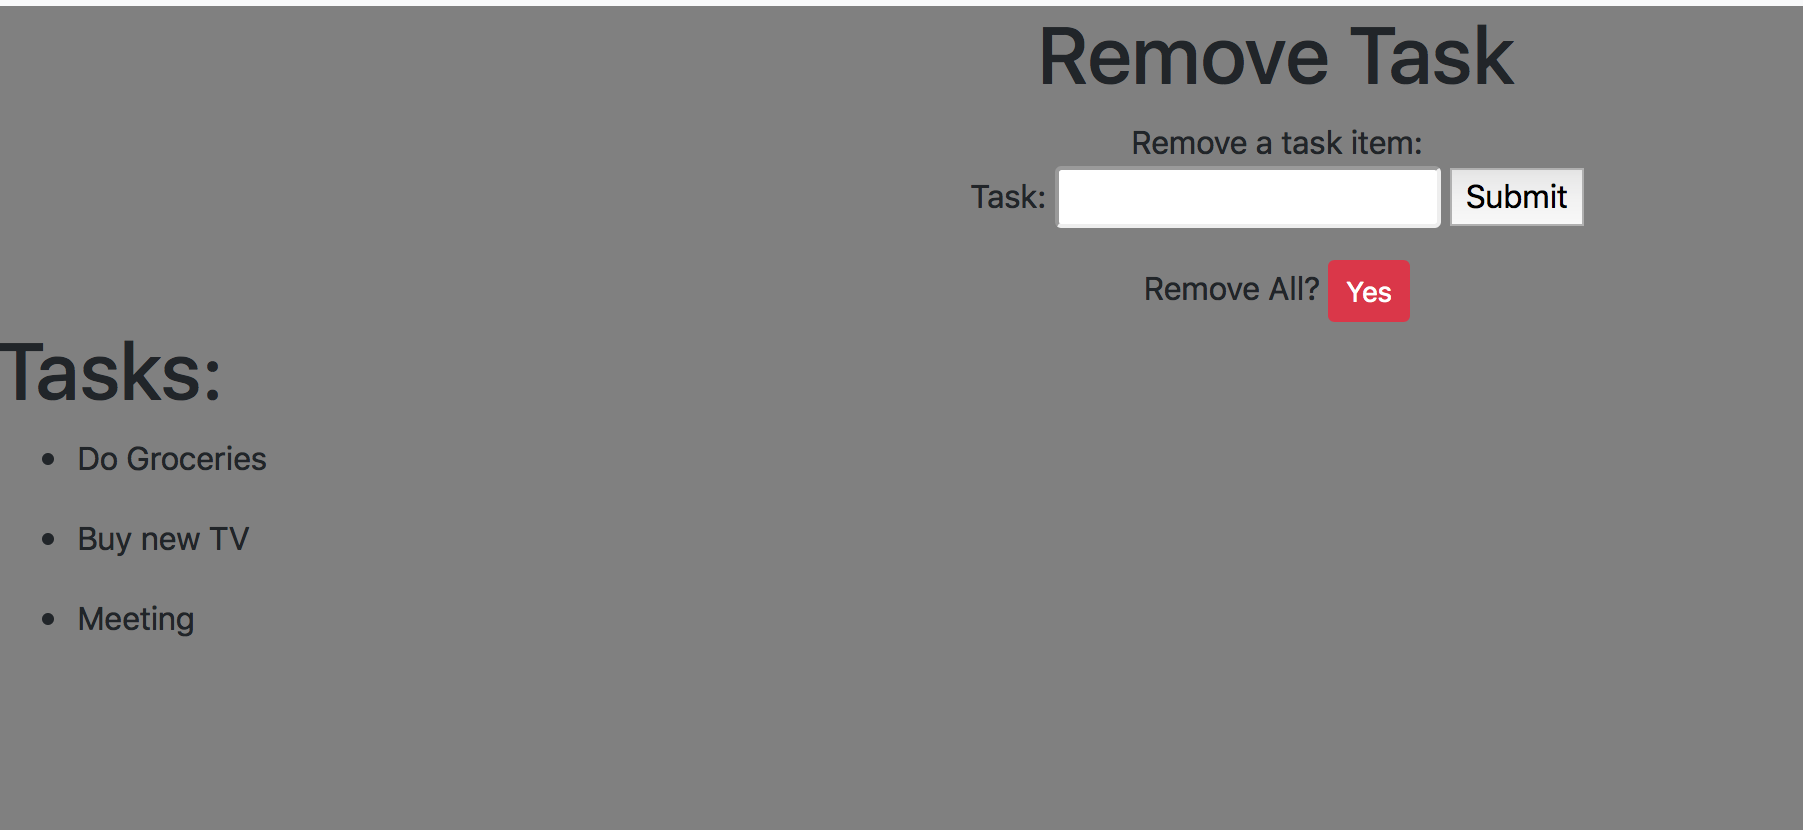 Remove Task
Remove a task item:
Task: Submit
Remove All? Yes
Tasks:
Do Groceries
Buy new TV
Meeting